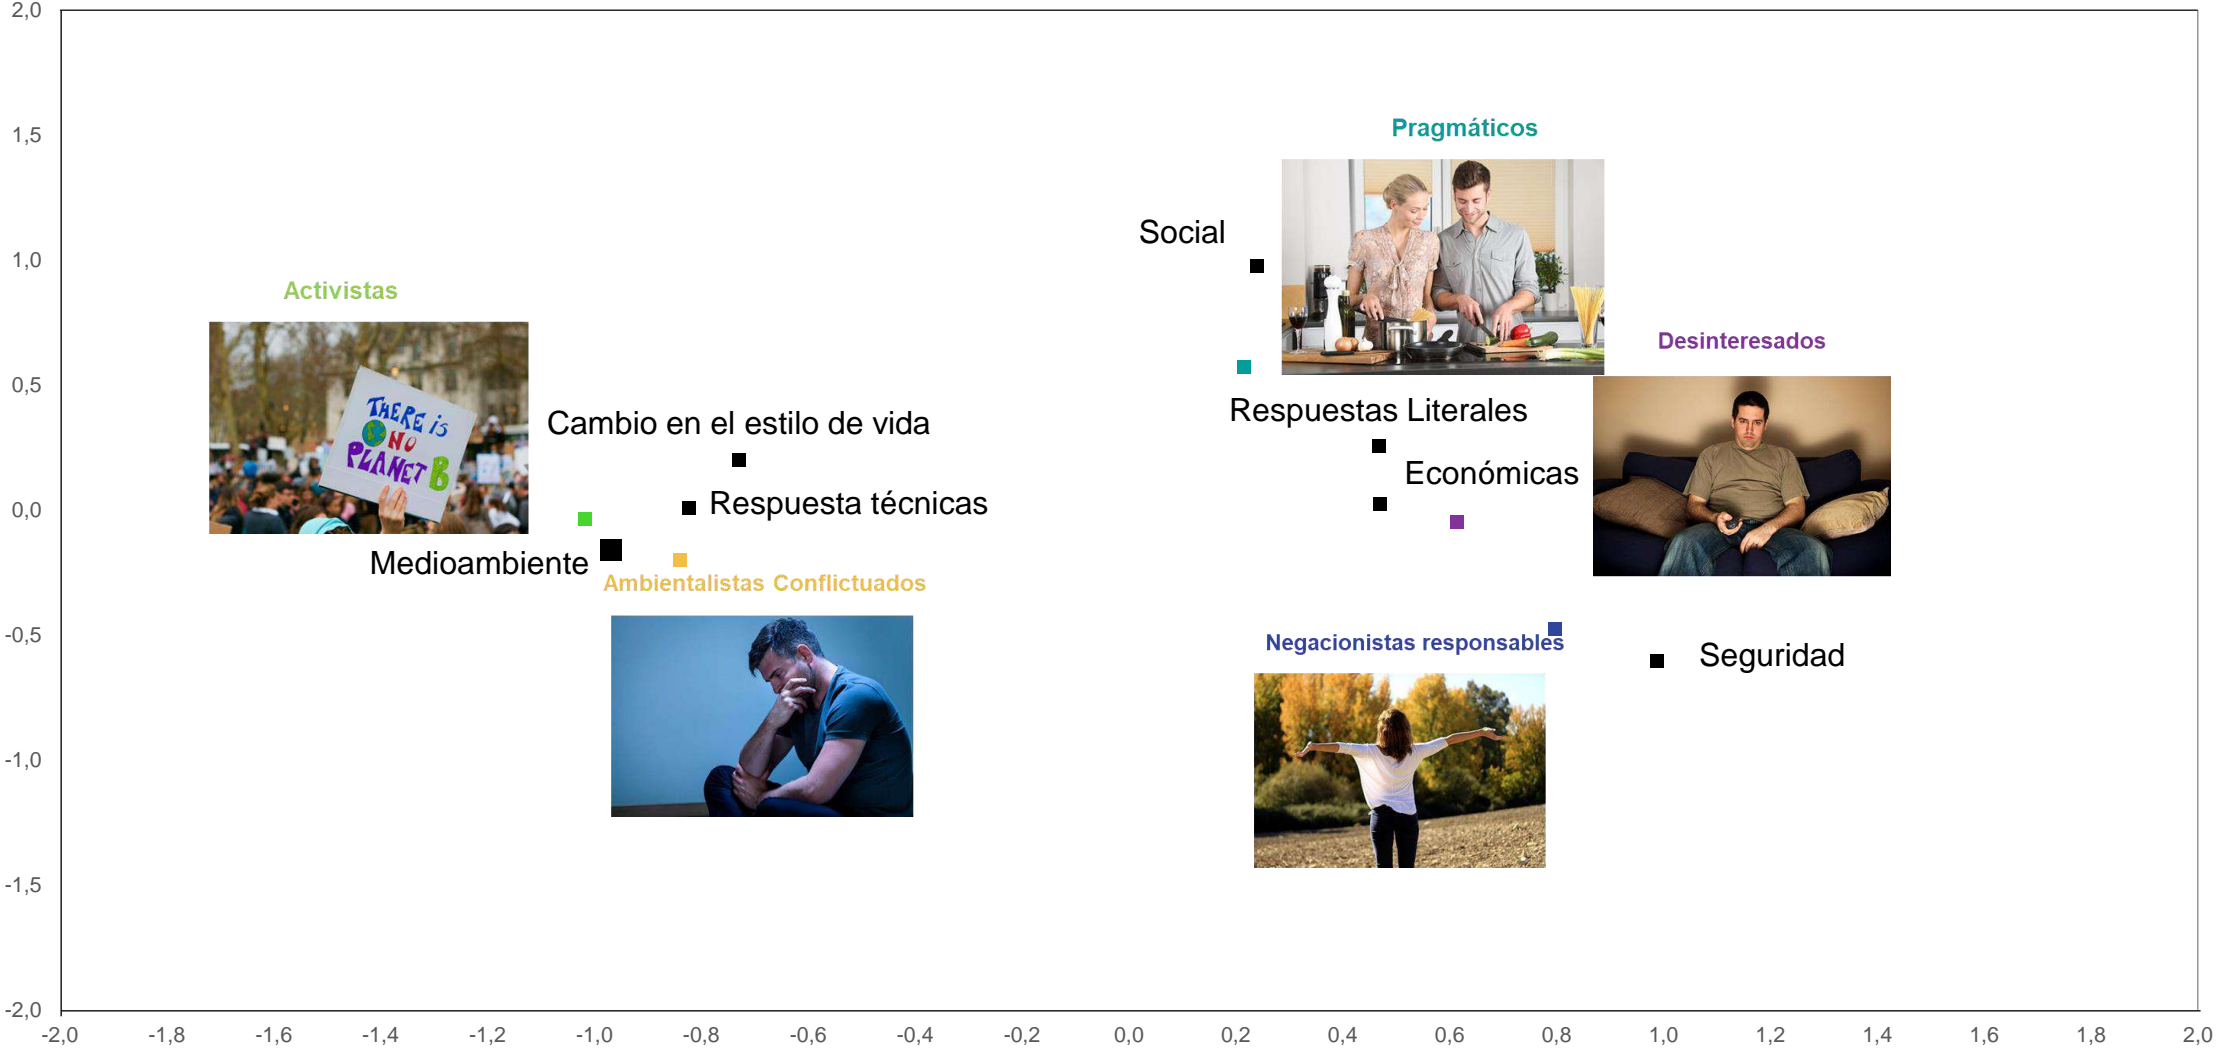 2,0
1,5
1,0
0,5
0,0
-0,5
-1,0
-1,5
-2,0
Pragmáticos
Social
Activistas
THERE is
NO
PLANET B
Desinteresados
Cambio en el estilo de vida
Respuestas Literales
Económicas
Respuesta técnicas
Medioambiente
Ambientalistas Conflictuados
Negacionistas responsables
Seguridad
-2,0 -1,8 -1,6 -1,4 -1,2 -1,0 -0,8 -0,6 -0,4 -0,2 0,0 0,2 0,4 0,6 0,8 1,0 1,2 1,4 1,6 1,8 2,0